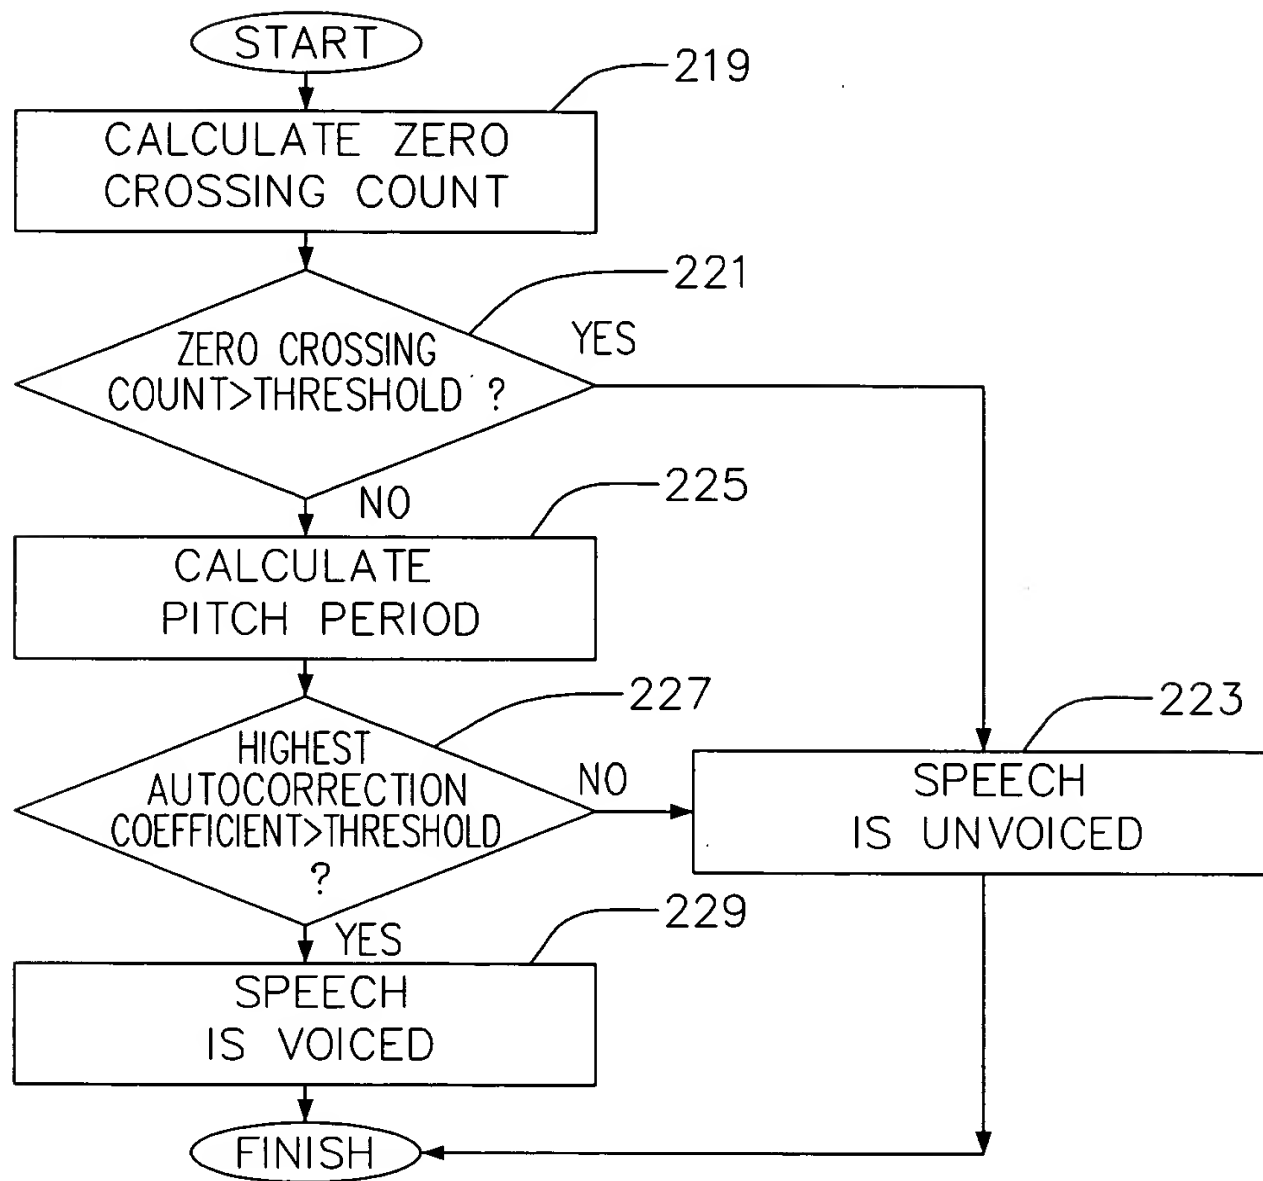 START
219
CALCULATE ZERO
CROSSING COUNT
221
ZERO CROSSING
COUNT>THRESHOLD ?
YES
NO
225
CALCULATE
PITCH PERIOD
227
HIGHEST
AUTOCORRECTION
COEFFICIENT>THRESHOLD
?
NO
223
SPEECH
IS UNVOICED
YES
229
SPEECH
IS VOICED
FINISH